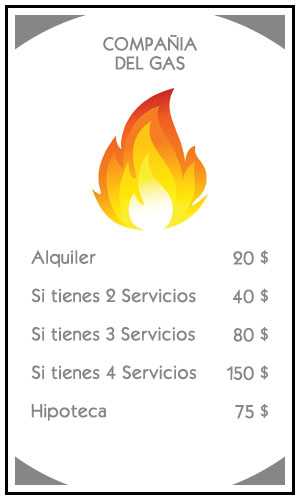 COMPAÑIA
DEL GAS
Alquiler 20 $
Si tienes 2 Servicios 40 $
Si tienes 3 Servicios 80 $
Si tienes 4 Servicios 150 $
Hipoteca 75 $